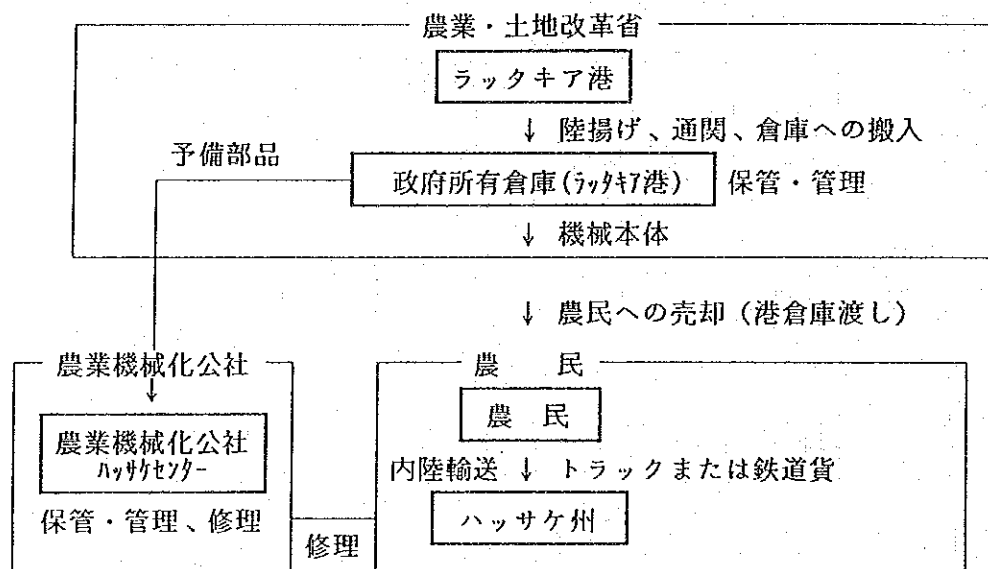 農業・土地改革省
ラッタキア港
↓ 陸揚げ、通関、倉庫への搬入
予備部品
政府所有倉庫(ﾗｯﾀｷｱ港) 保管・管理
↓ 機械本体
↓ 農民への売却(港倉庫渡し)
農業機械化公社
農 民
↓
農 民
農業機械化公社
ﾊｯｻｹｾﾝﾀｰ
内陸輸送 ↓ トラックまたは鉄道貨
保管・管理、修理
ハッサケ州
修理